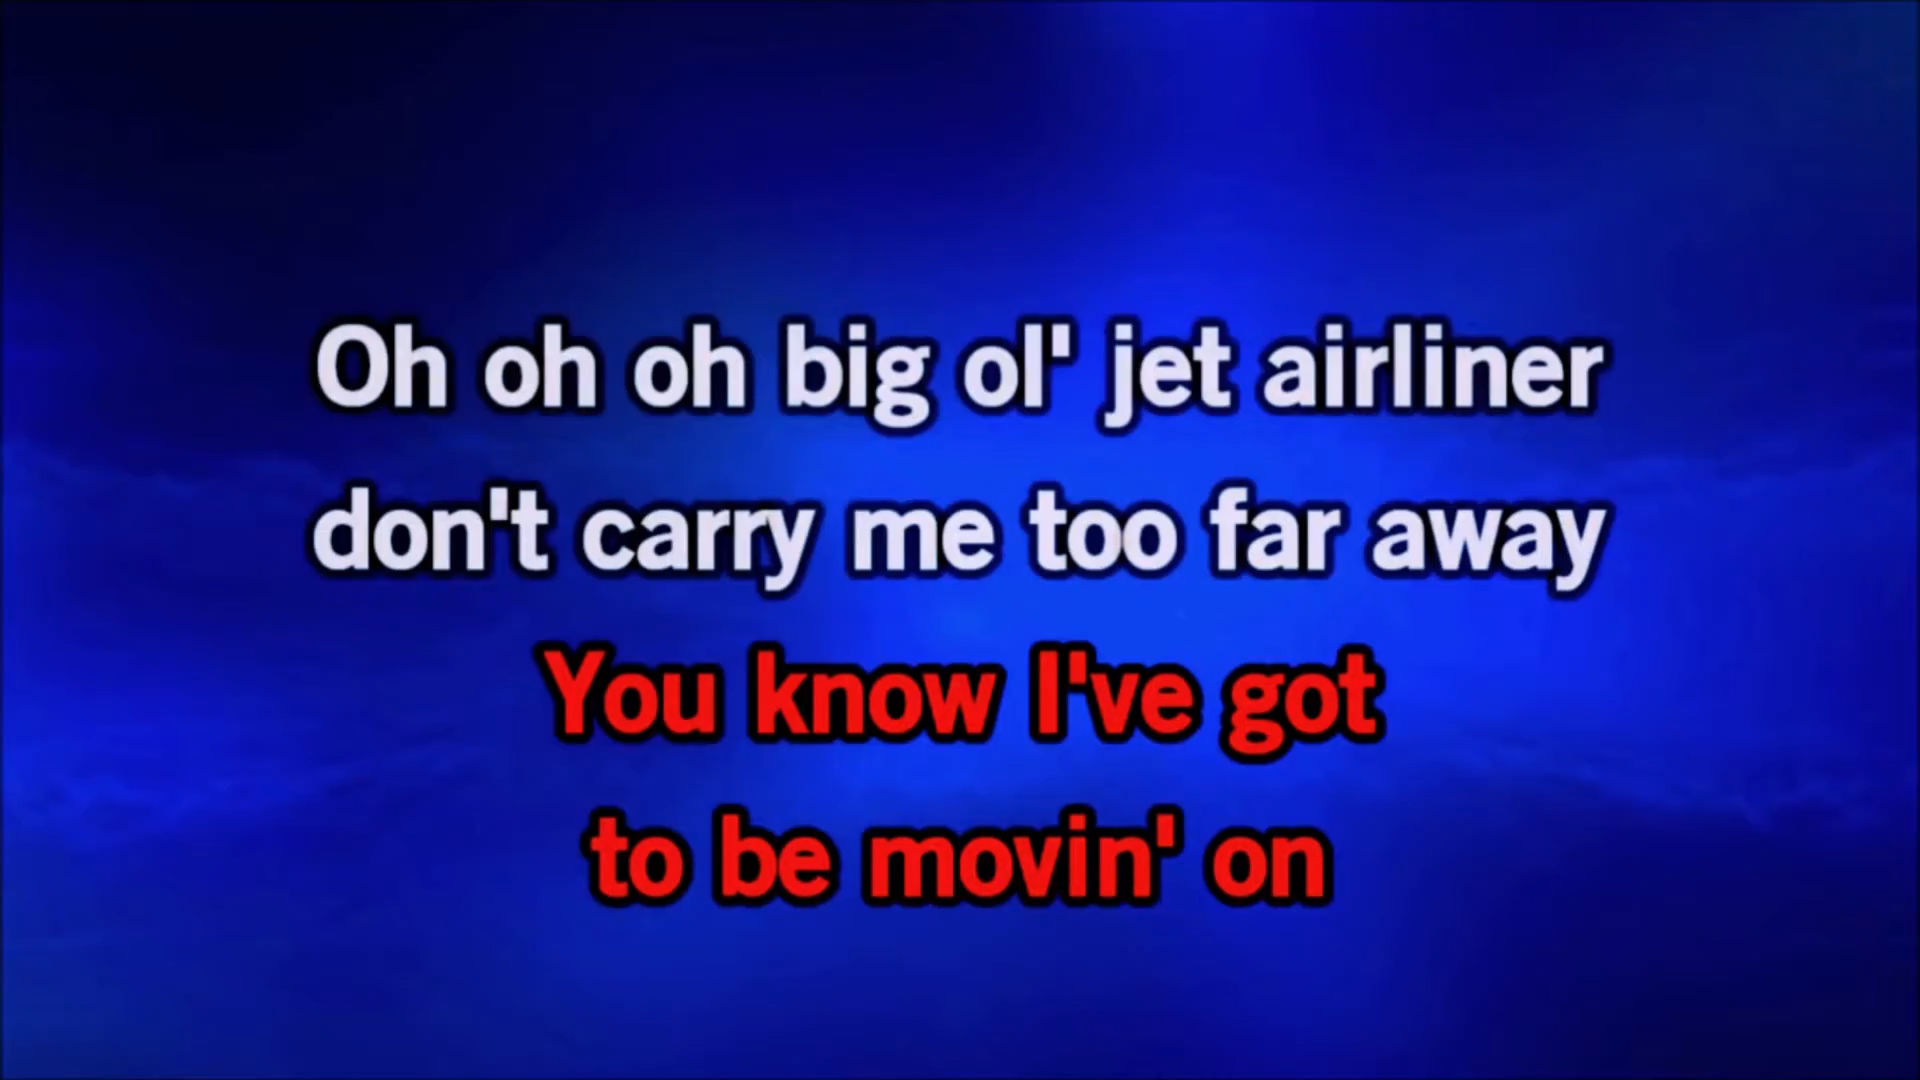 Oh oh oh big ol' jet airliner
don't carry me too far away
You know I've got
to be movin' on